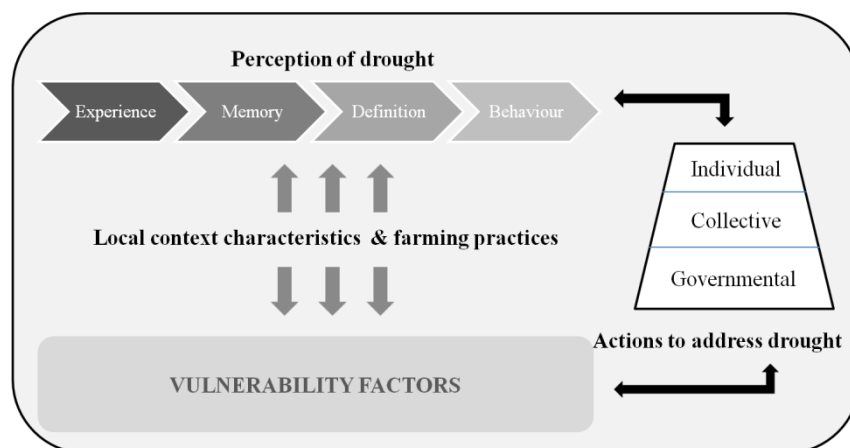 Perception of drought
Experience
Memory
Definition
Behaviour
Individual
Collective
Governmental
Local context characteristics & farming practices
Actions to address drought
VULNERABILITY FACTORS